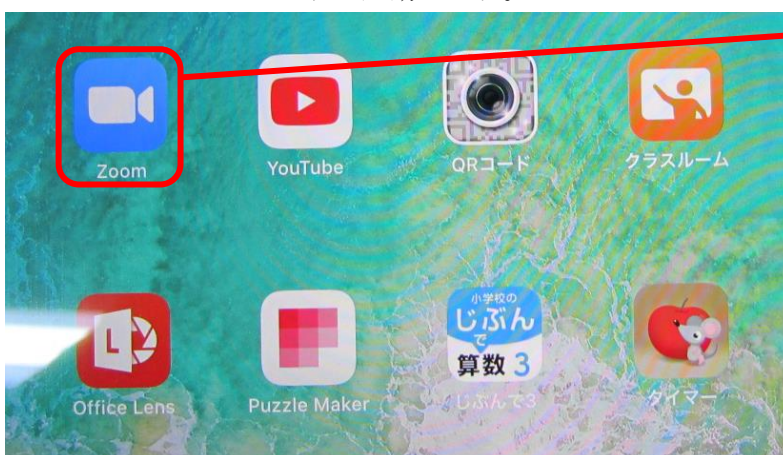 Zoom
YouTube
QRコード
クラスルーム
L
小学校の
じぶん
で
算数 3
Office Lens
Puzzle Maker
じぶんで3
タイマー